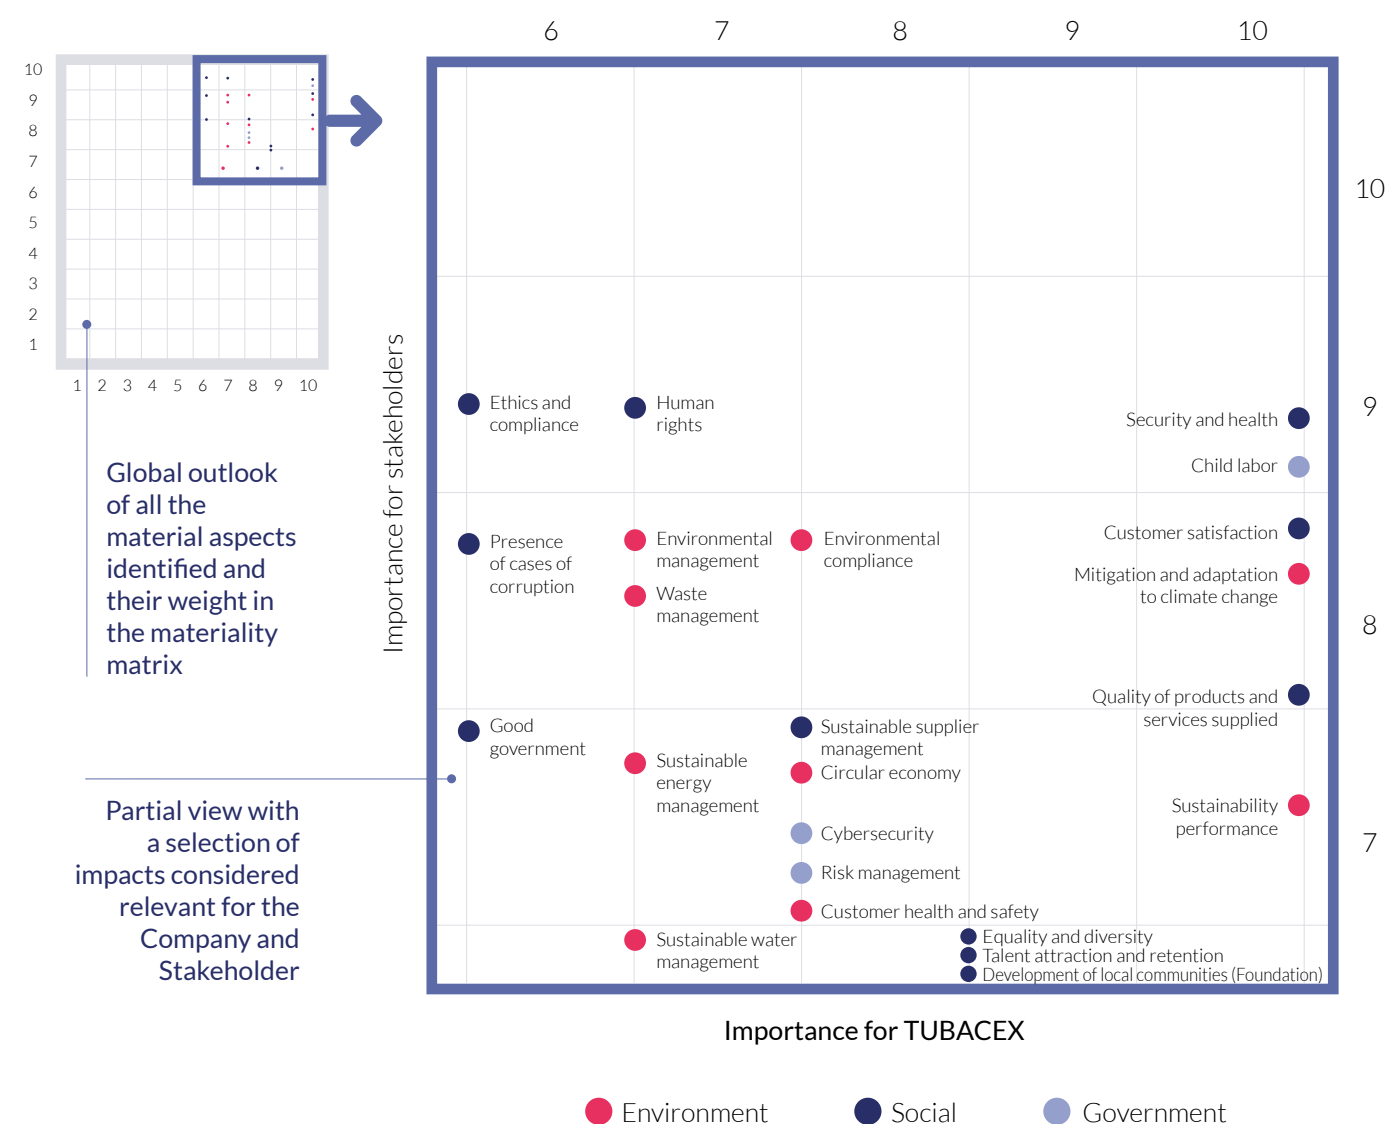 6 7 8 9 10
10
9
8
7
6
5
4
3
2
1
1 2 3 4 5 6 7 8 9 10
Global outlook
of all the
material aspects
identified and
their weight in
the materiality
matrix
Partial view with
a selection of
impacts considered
relevant for the
Company and
Stakeholder
Importance for stakeholders
10
9
8
7
Ethics and
compliance
Human
rights
Security and health
Child labor
Presence
of cases of
corruption
Environmental
management
Waste
management
Environmental
compliance
Customer satisfaction
Mitigation and adaptation
to climate change
Quality of products and
services supplied
Good
government
Sustainable
energy
management
Sustainable supplier
management
Circular economy
Cybersecurity
Risk management
Customer health and safety
Sustainability
performance
Sustainable water
management
Equality and diversity
Talent attraction and retention
Development of local communities (Foundation)
Importance for TUBACEX
Environment
Social
Government